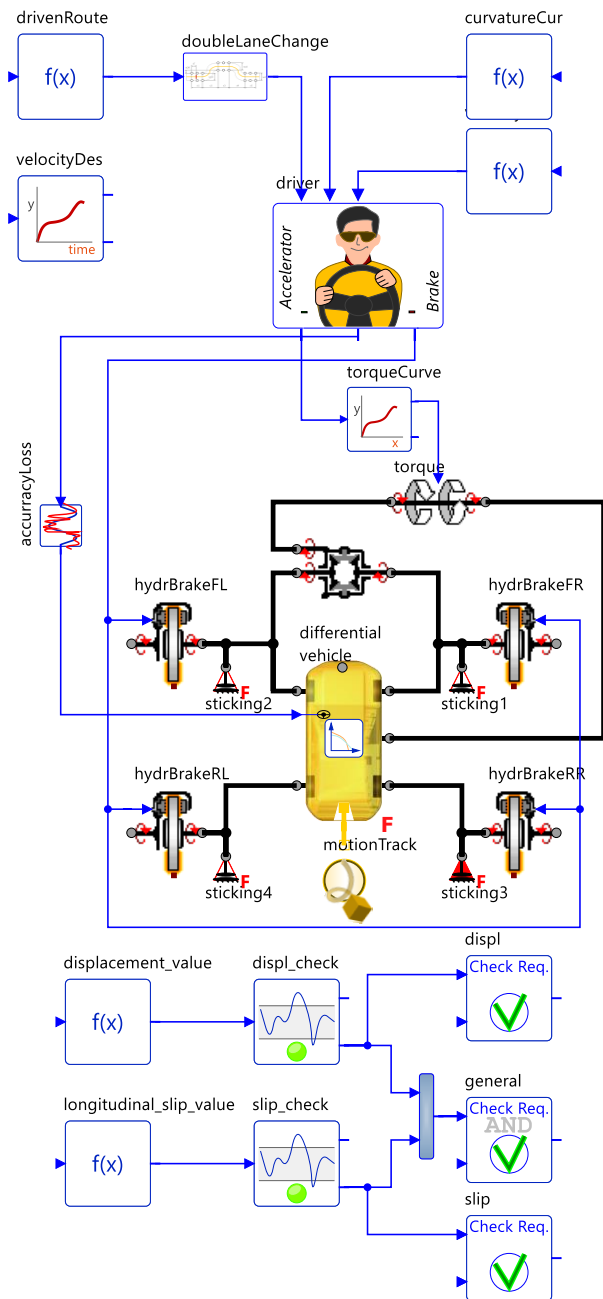 drivenRoute
doubleLaneChange
curvatureCur
f(x)
f(x)
velocityDes
f(x)
y
time
driver
Accelerator
Brake
torqueCurve
y
x
torque
accurracyLoss
hydrBrakeFL
hydrBrakeFR
differential
vehicle
F
F
sticking2
sticking1
hydrBrakeRL
hydrBrakeRR
F
motionTrack
F
F
sticking4
sticking3
displ
displacement_value
displ_check
Check Req.
f(x)
general
longitudinal_slip_value
slip_check
Check Req.
AND
f(x)
slip
Check Req.